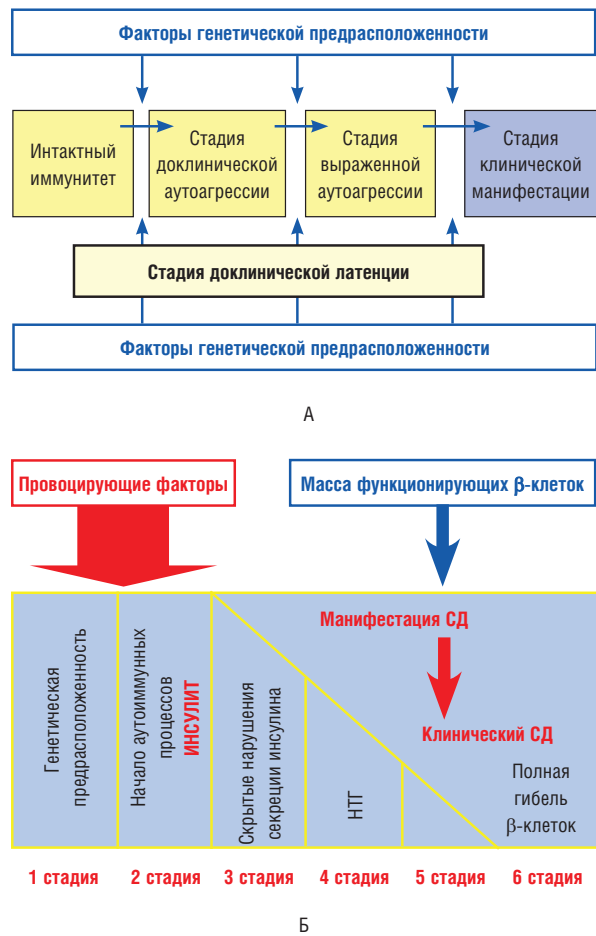 Факторы генетической предрасположенности
Интактный
иммунитет
Стадия
доклинической
аутоагрессии
Стадия
выраженной
аутоагрессии
Стадия
клинической
манифестации
Стадия доклинической латенции
Факторы генетической предрасположенности
А
Провоцирующие факторы
Масса функционирующих β-клеток
Генетическая
предрасположенность
Начало аутоиммунных
процессов
ИНСУЛИТ
Скрытые нарушения
секреции инсулина
НТГ
Манифестация СД
Клинический СД
Полная
гибель
β-клеток
1 стадия
2 стадия
3 стадия
4 стадия
5 стадия
6 стадия
Б